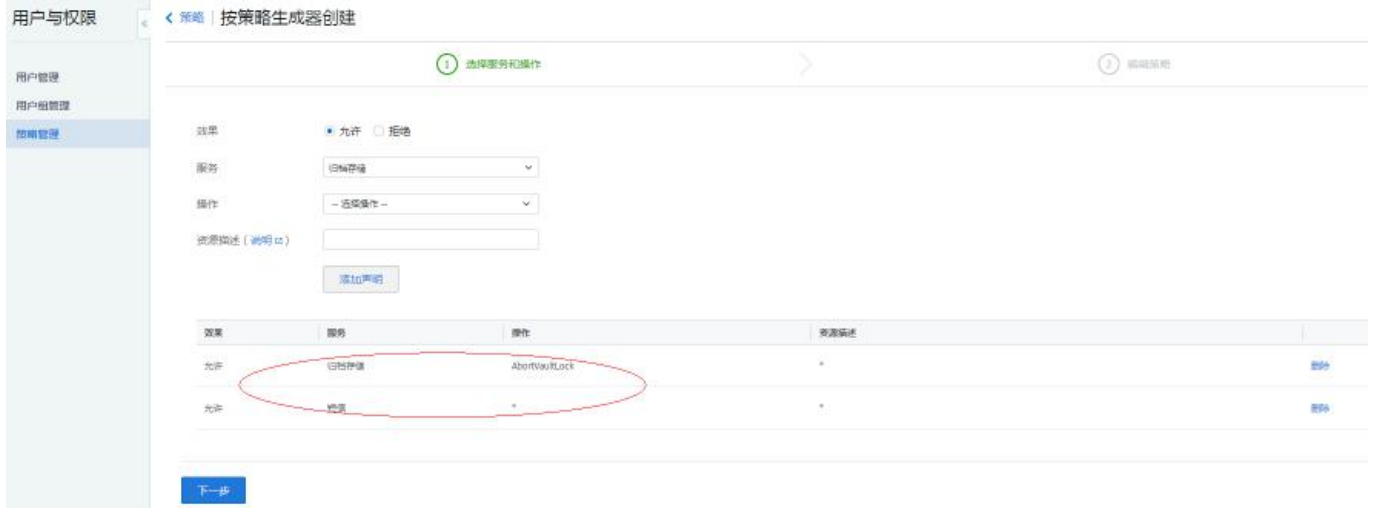 用户与权限
«
策略 | 按策略生成器创建
用户管理
用户组管理
策略管理
1 选择服务和操作
2 编辑策略
效果 允许 拒绝
服务 归档存储
操作 -- 选择操作 --
资源描述 ( 说明 )
添加声明
效果 服务 操作 资源描述
允许 归档存储 AbortVaultLock * 删除
允许 短信 * * 删除
下一步